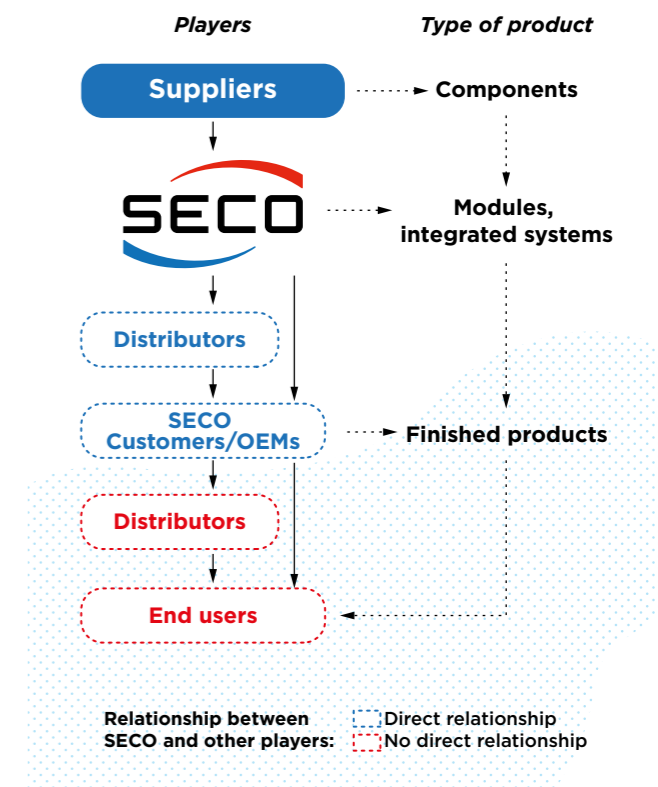 Players
Type of product
Suppliers
Components
SECO
Modules,
integrated systems
Distributors
SECO
Customers/OEMs
Finished products
Distributors
End users
Relationship between
SECO and other players:
Direct relationship
No direct relationship